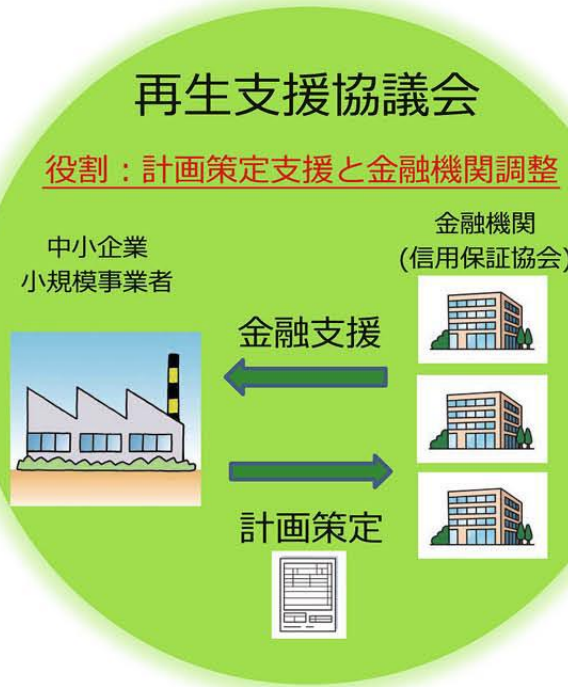 再生支援協議会
役割：計画策定支援と金融機関調整
中小企業
小規模事業者
金融機関
(信用保証協会)
金融支援
計画策定